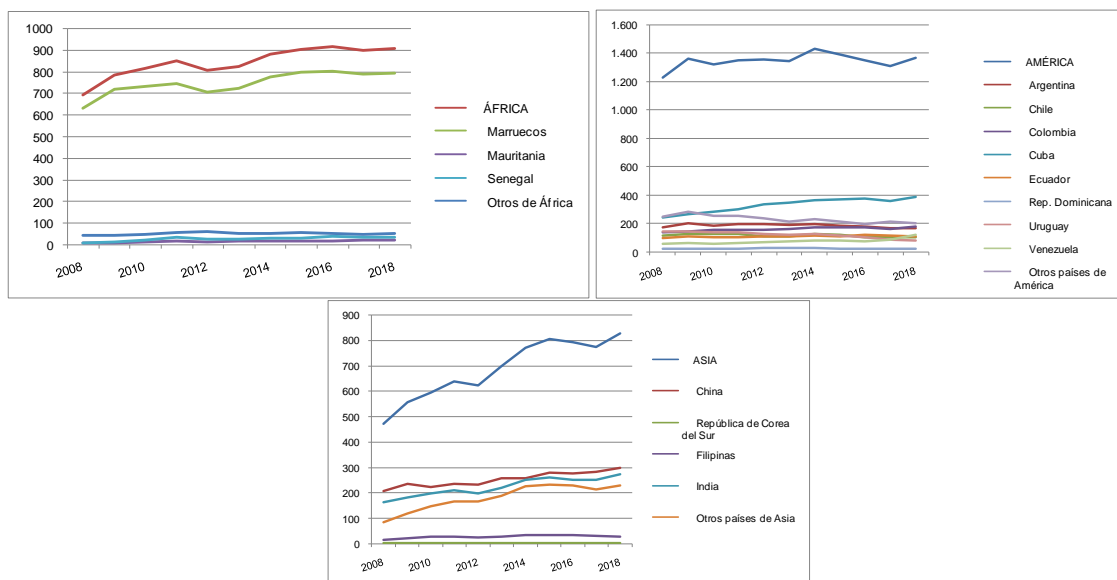 1000
900
800
700
600
500
400
300
200
100
0
2008
2010
2012
2014
2016
2018
ÁFRICA
Marruecos
Mauritania
Senegal
Otros de África
1.600
1.400
1.200
1.000
800
600
400
200
0
2008
2010
2012
2014
2016
2018
AMÉRICA
Argentina
Chile
Colombia
Cuba
Ecuador
Rep. Dominicana
Uruguay
Venezuela
Otros países de
América
900
800
700
600
500
400
300
200
100
0
2008
2010
2012
2014
2016
2018
ASIA
China
República de Corea
del Sur
Filipinas
India
Otros países de Asia